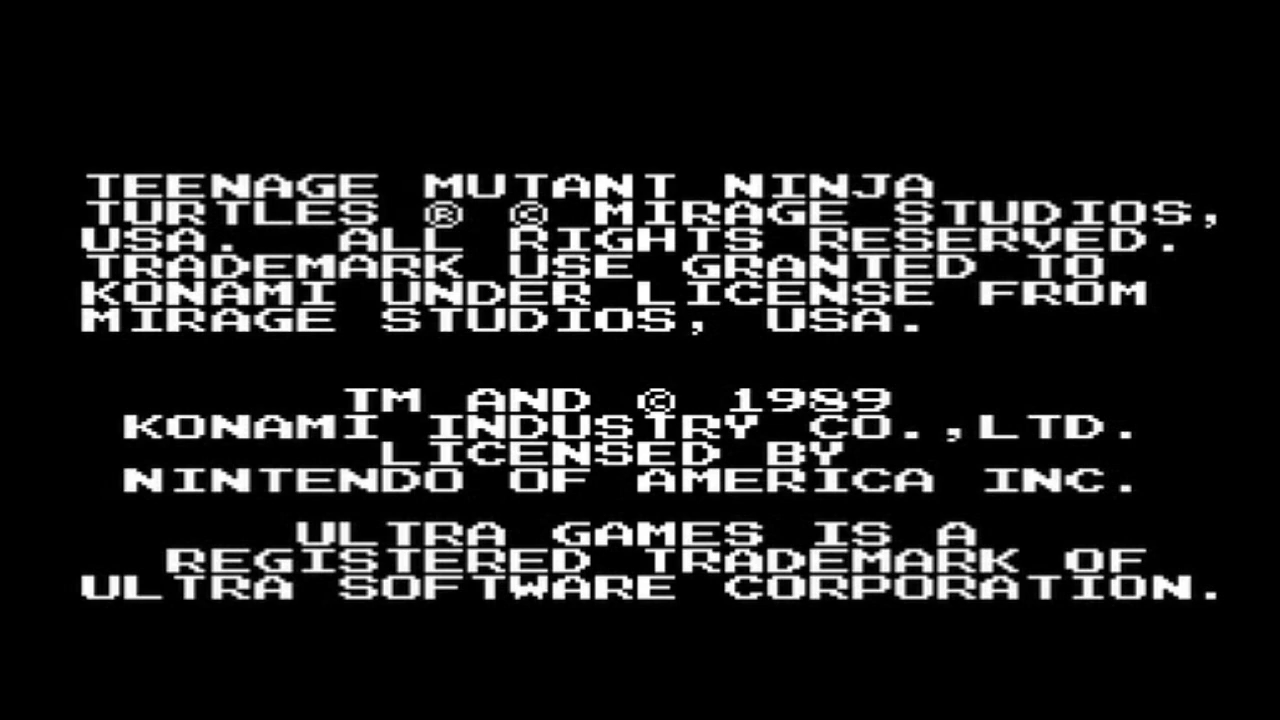 TEENAGE MUTANT NINJA
TURTLES ® © MIRAGE STUDIOS,
USA.  ALL RIGHTS RESERVED.
TRADEMARK USE GRANTED TO
KONAMI UNDER LICENSE FROM
MIRAGE STUDIOS, USA.
TM AND © 1989
KONAMI INDUSTRY CO.,LTD.
LICENSED BY
NINTENDO OF AMERICA INC.
ULTRA GAMES IS A
REGISTERED TRADEMARK OF
ULTRA SOFTWARE CORPORATION.